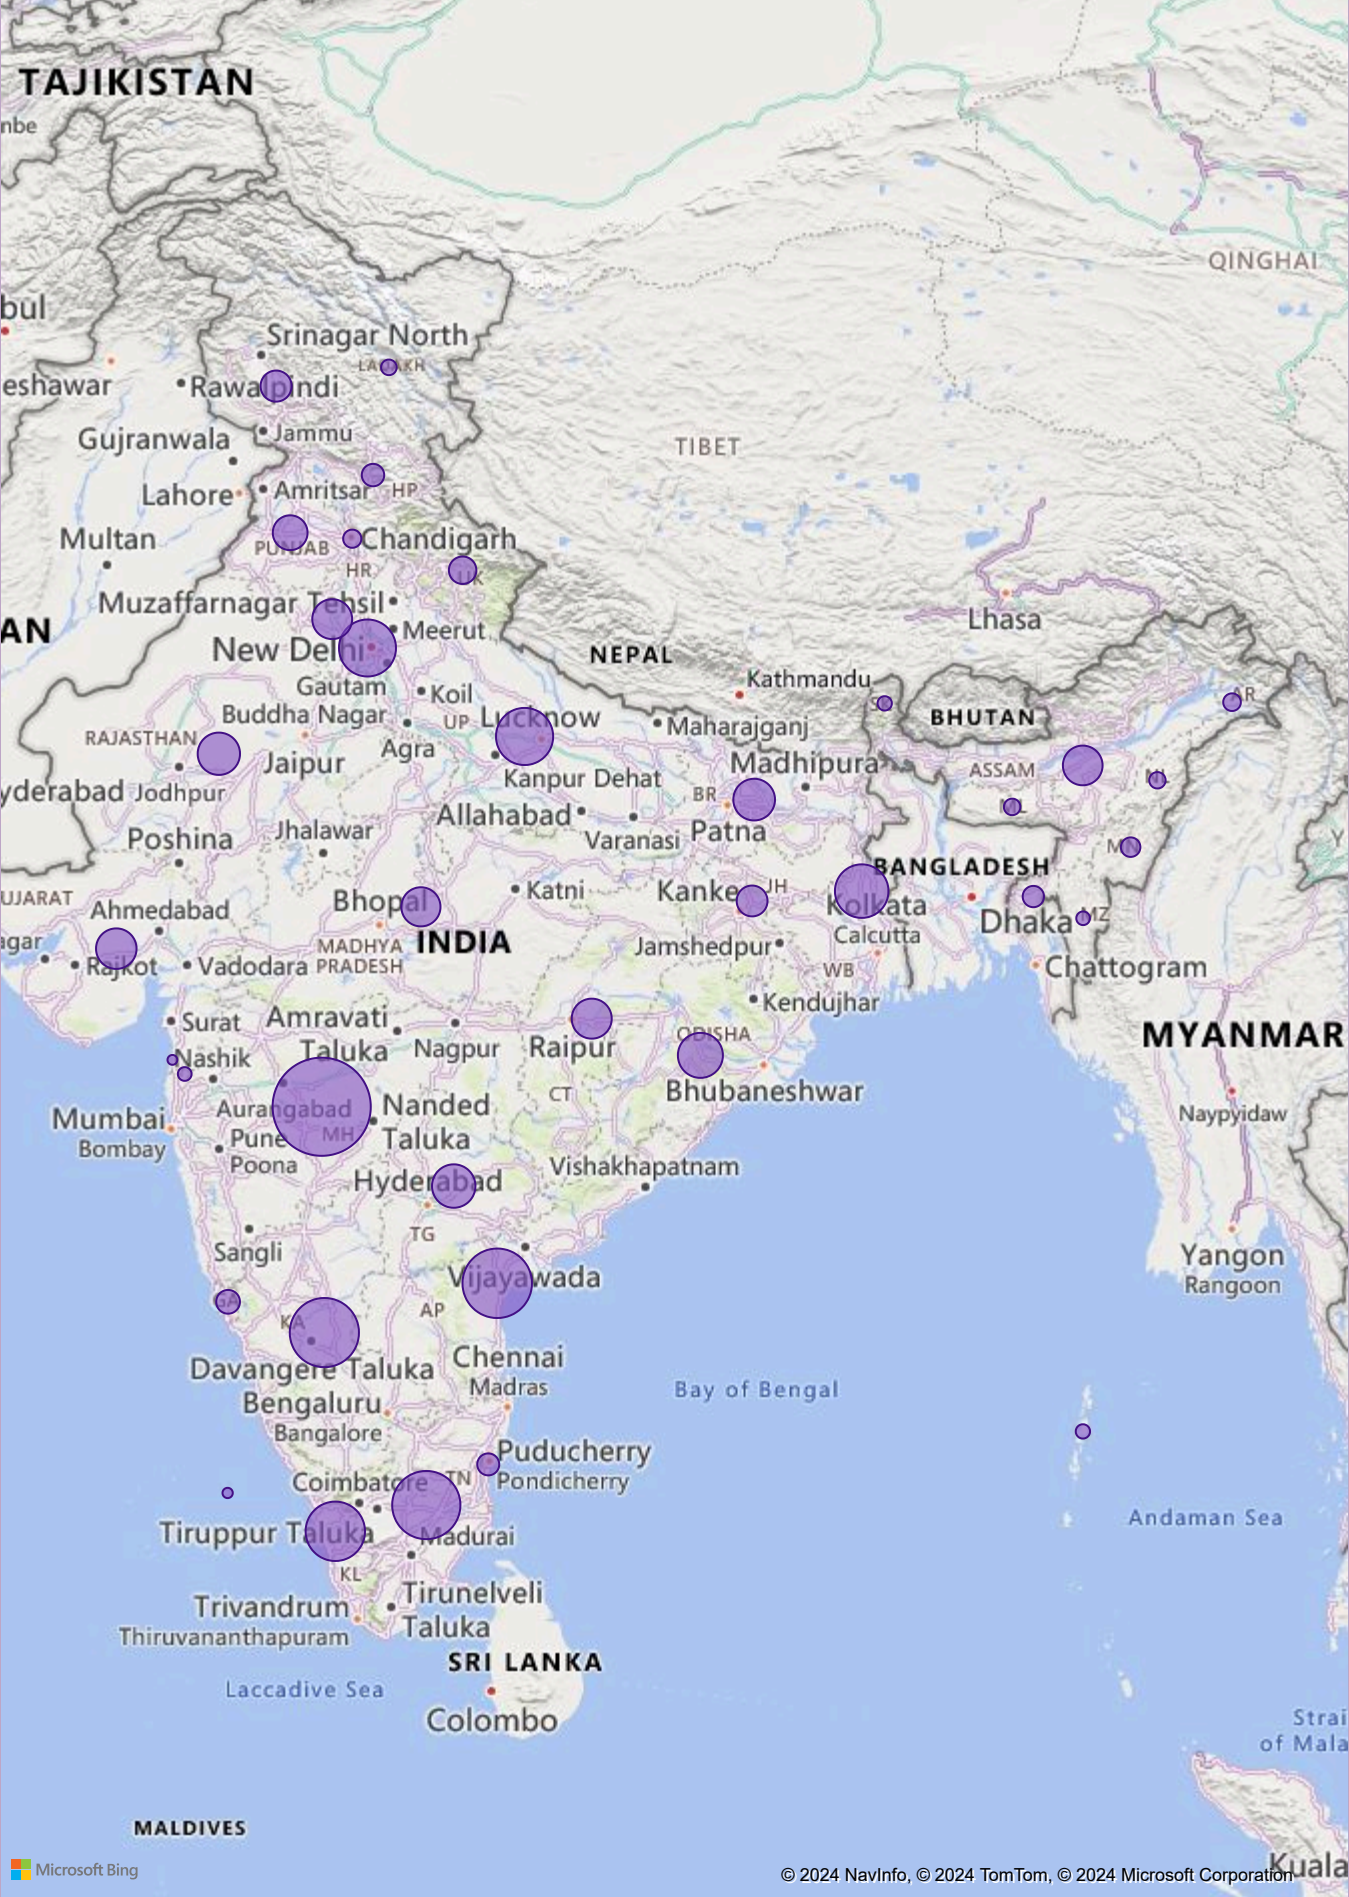 TAJIKISTAN
nbe
QINGHAI
bul
Srinagar North
LADAKH
eshawar
Rawalpindi
Jammu
Gujranwala
TIBET
Lahore
Amritsar
HP
Multan
Chandigarh
PUNJAB
HR
UK
Muzaffarnagar Tehsil
Lhasa
AN
New Delhi
Meerut
NEPAL
Gautam
Buddha Nagar
Koil
Kathmandu
AR
UP
Lucknow
Maharajganj
BHUTAN
RAJASTHAN
Agra
Jaipur
Kanpur Dehat
Madhipura
ASSAM
yderabad
Jodhpur
BR
Allahabad
Patna
Poshina
Jhalawar
Varanasi
MN
Y
BANGLADESH
UJARAT
Bhopal
Katni
Kanke
JH
Kolkata
Calcutta
Ahmedabad
Dhaka
MZ
agar
MADHYA
PRADESH
INDIA
Jamshedpur
Rajkot
Vadodara
WB
Chattogram
Kendujhar
Surat
Amravati
Taluka
Nagpur
Raipur
ODISHA
MYANMAR
Nashik
CT
Bhubaneshwar
Aurangabad
MH
Nanded
Taluka
Naypyidaw
Mumbai
Bombay
Pune
Poona
Hyderabad
Vishakhapatnam
TG
Sangli
Yangon
Rangoon
Vijayawada
GA
AP
KA
Davangere Taluka
Chennai
Madras
Bay of Bengal
Bengaluru
Bangalore
Puducherry
Pondicherry
Coimbatore
TN
Andaman Sea
Tiruppur Taluka
Madurai
KL
Trivandrum
Thiruvananthapuram
Tirunelveli
Taluka
SRI LANKA
Laccadive Sea
Colombo
Strai
of Mala
MALDIVES
Microsoft Bing
Kuala
© 2024 NavInfo, © 2024 TomTom, © 2024 Microsoft Corporation